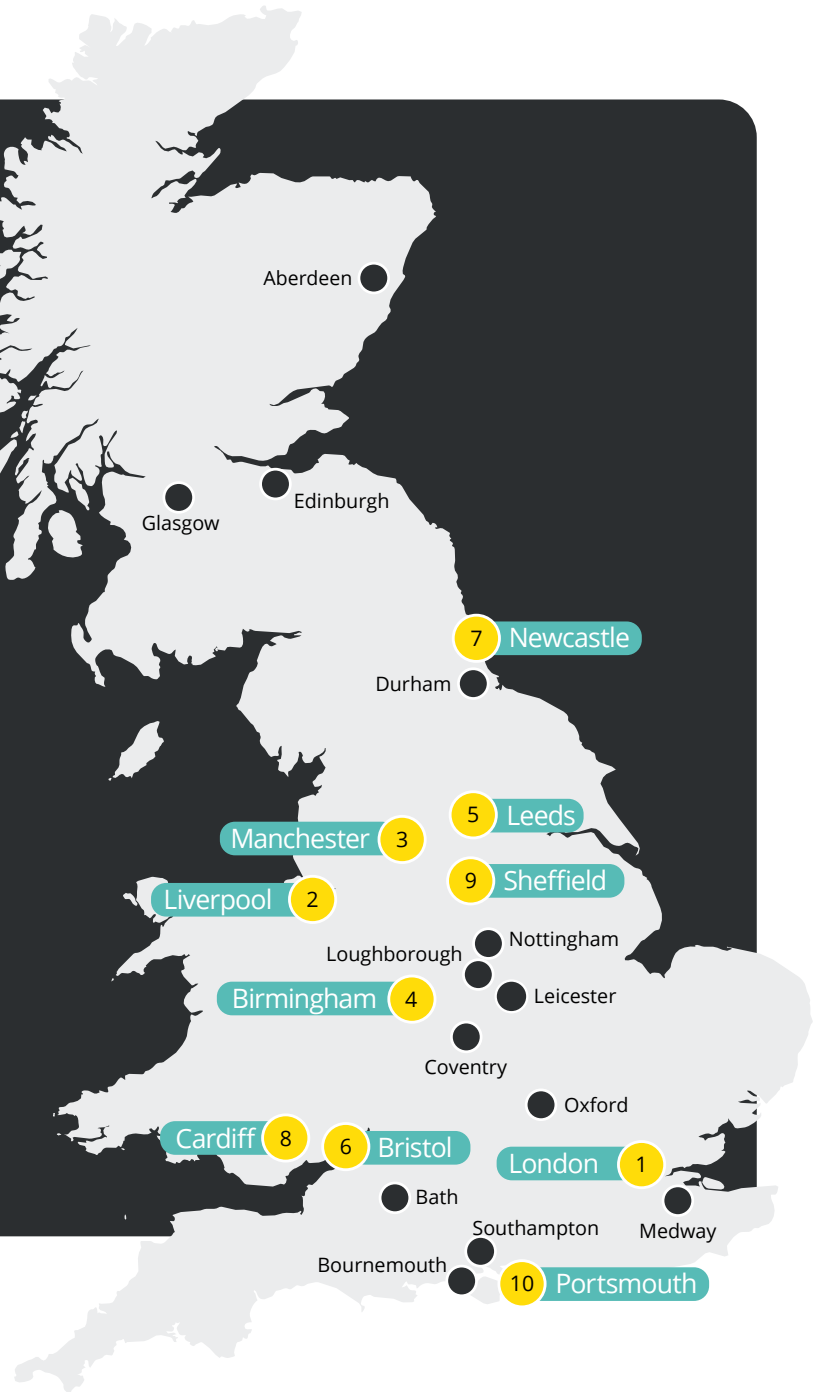 Aberdeen
Edinburgh
Glasgow
7 Newcastle
Durham
5 Leeds
Manchester 3
9 Sheffield
Liverpool 2
Nottingham
Loughborough
Leicester
Birmingham 4
Coventry
Oxford
Cardiff 8
6 Bristol
London 1
Bath
Medway
Southampton
Bournemouth
10 Portsmouth